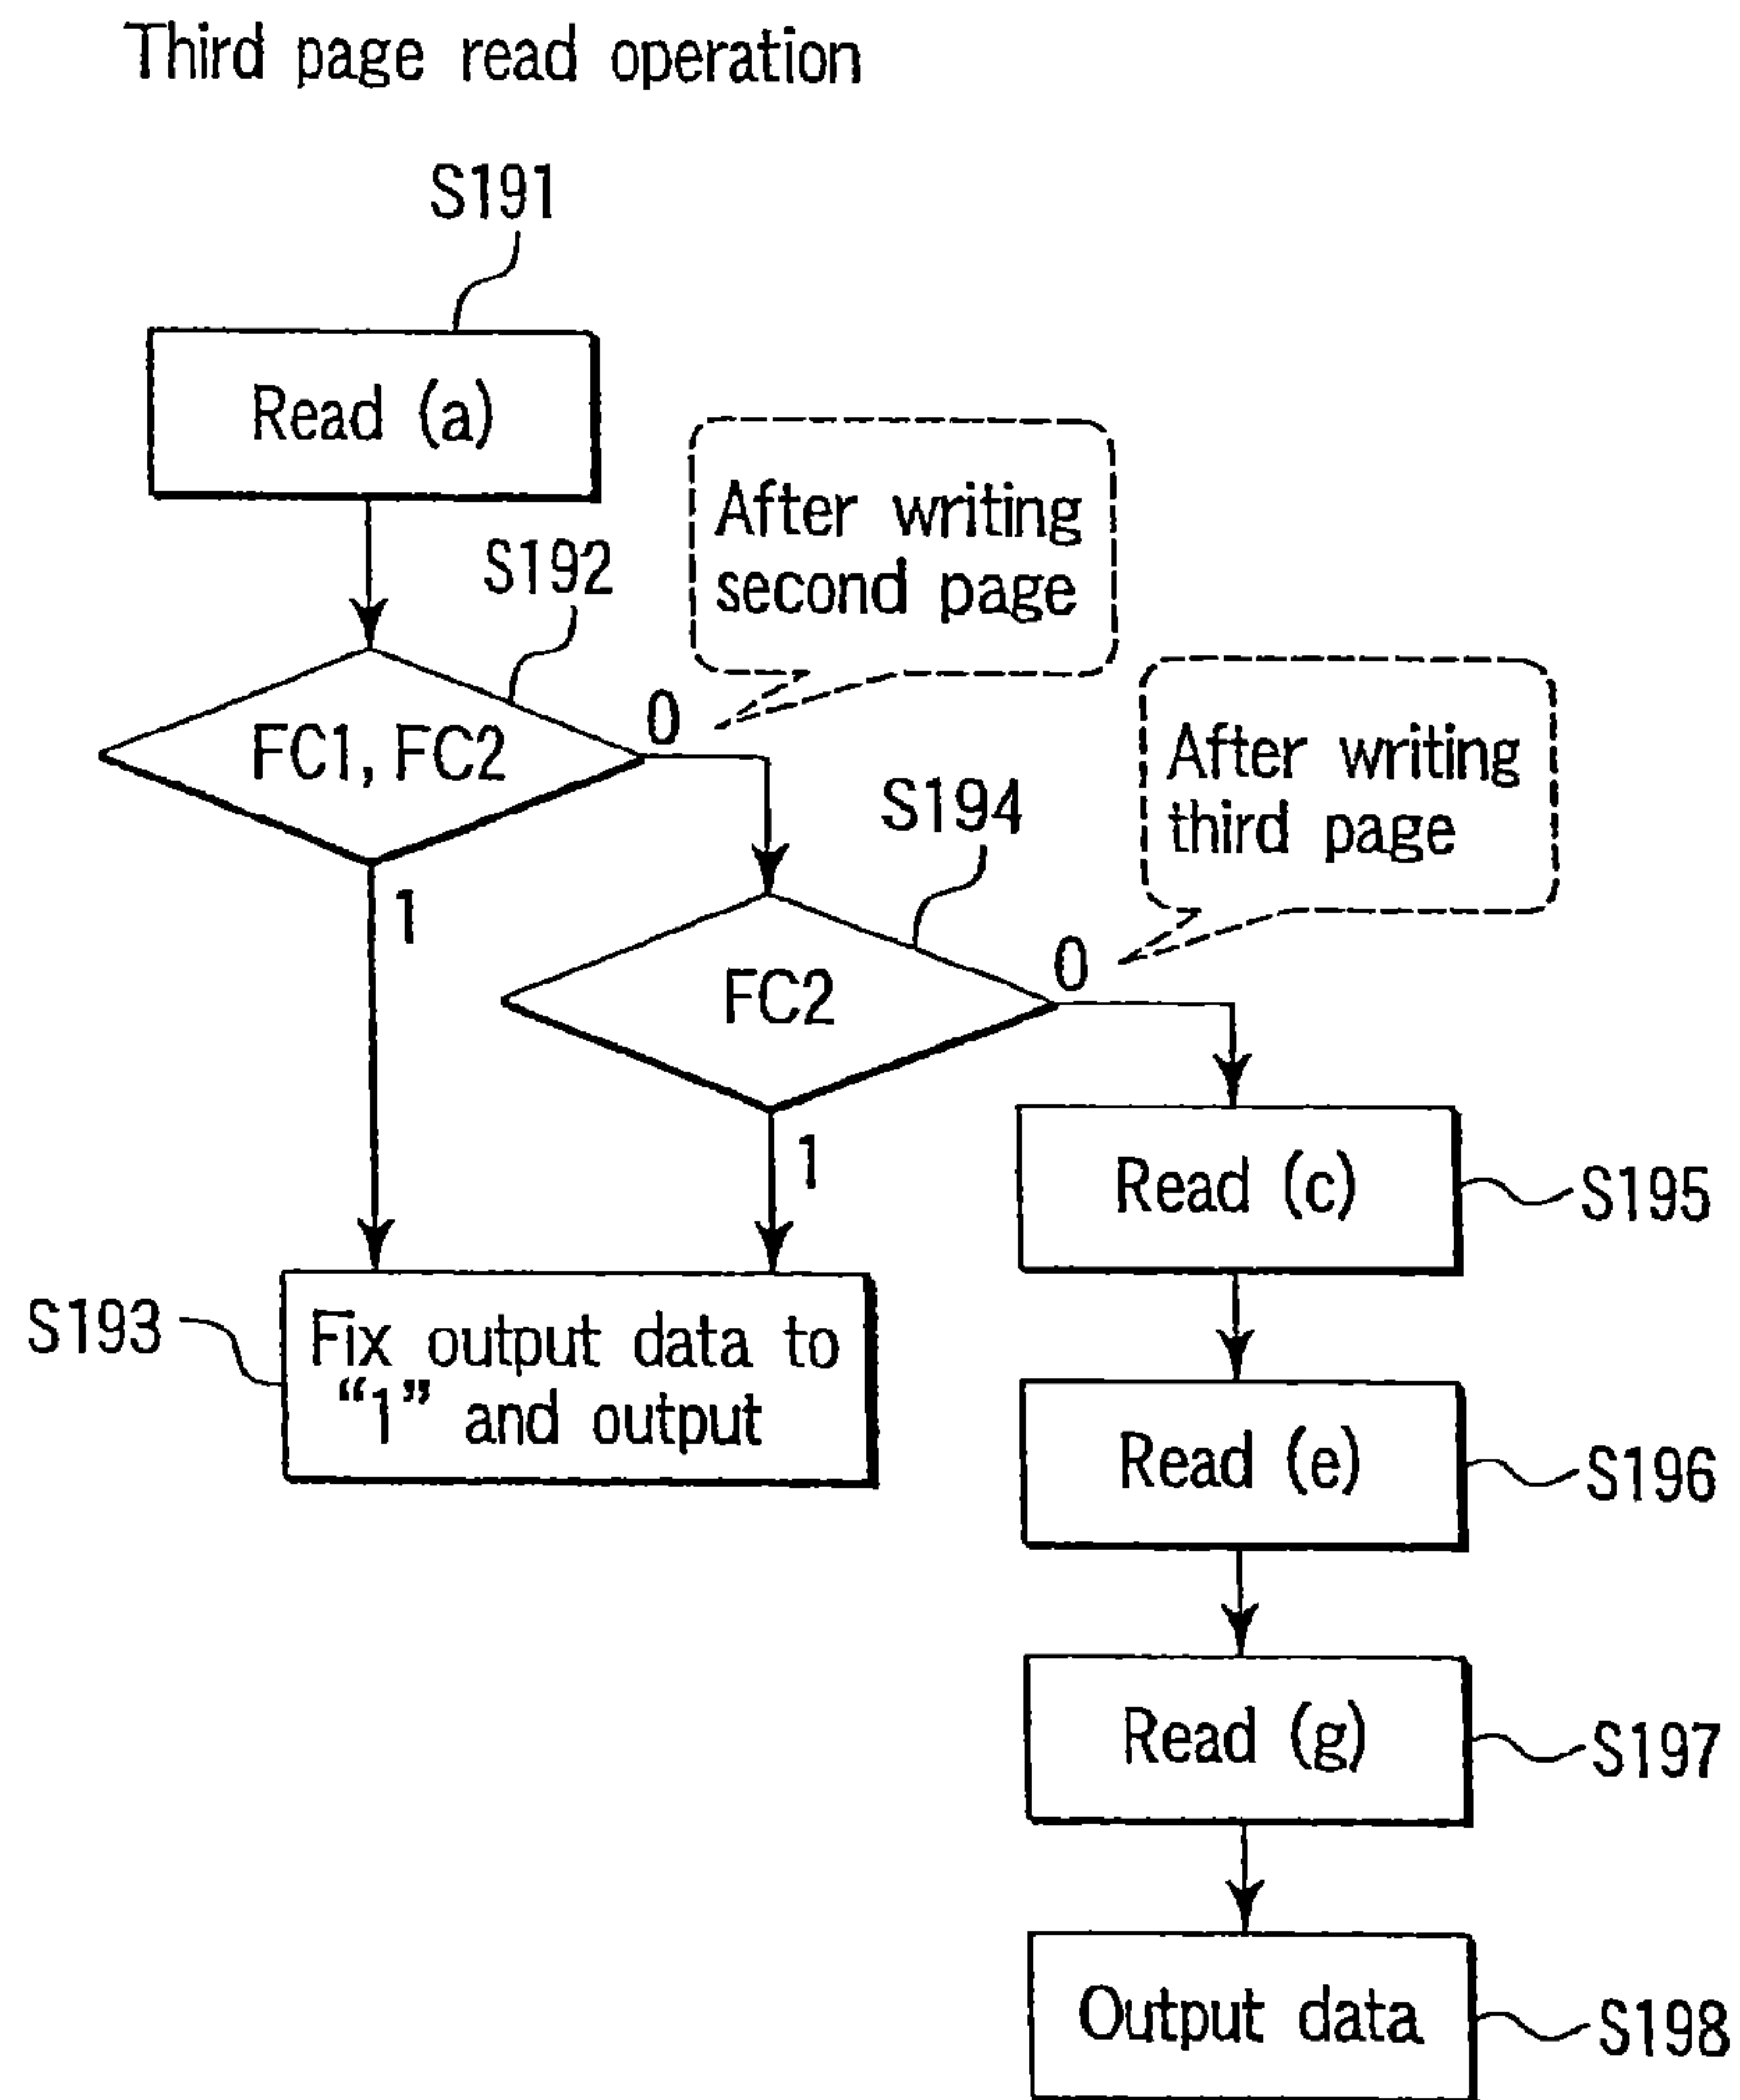 Third page read operation
S191
Read (a)
After writing
second page
S192
0
FC1, FC2
After writing
third page
S194
1
0
FC2
Read (c)
S195
1
S193
Fix output data to
“1” and output
Read (e)
S196
Read (g)
S197
Output data
S198